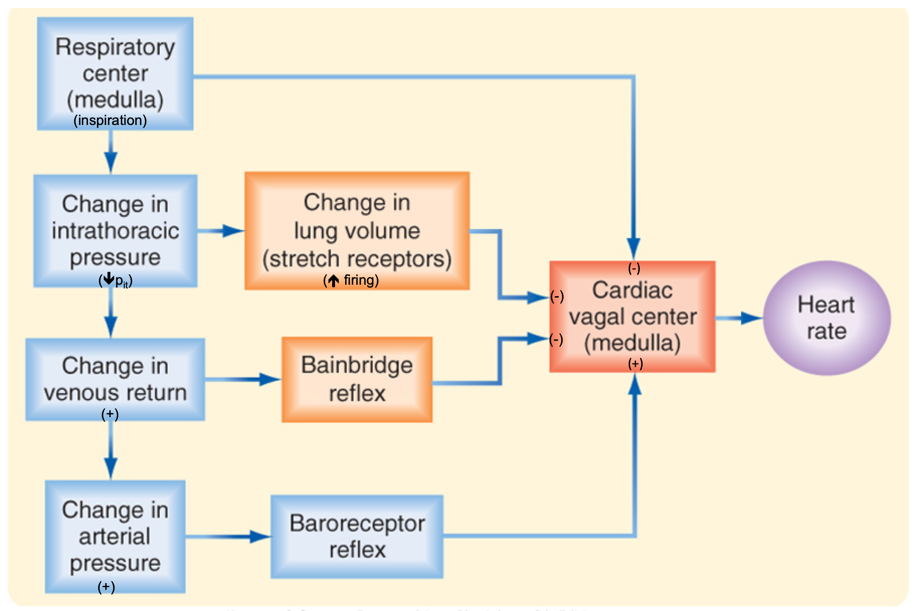 Respiratory
center
(medulla)
(inspiration)
Change in
intrathoracic
pressure
(🡇pit)
Change in
lung volume
(stretch receptors)
(🡅 firing)
(-)
Cardiac
vagal center
(medulla)
(+)
(-)
(-)
Heart
rate
Change in
venous return
(+)
Bainbridge
reflex
Change in
arterial
pressure
(+)
Baroreceptor
reflex